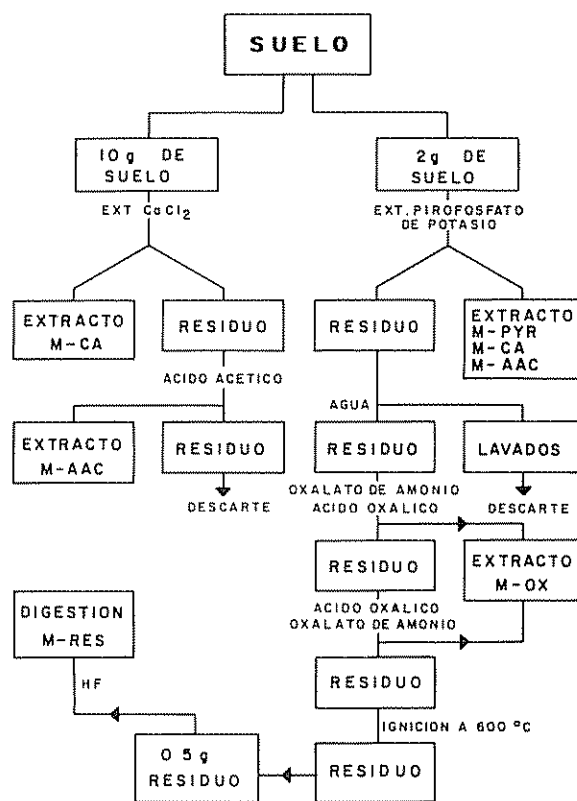 SUELO
10 g DE
SUELO
2g DE
SUELO
EXT CaCl2
EXT. PIROFOSFATO
DE POTASIO
EXTRACTO
M-CA
RESIDUO
RESIDUO
EXTRACTO
M-PYR
M-CA
M-AAC
ACIDO ACETICO
AGUA
EXTRACTO
M-AAC
RESIDUO
RESIDUO
LAVADOS
DESCARTE
OXALATO DE AMONIO
ACIDO OXALICO
DESCARTE
RESIDUO
EXTRACTO
M-OX
DIGESTION
M-RES
ACIDO OXALICO
OXALATO DE AMONIO
HF
RESIDUO
IGNICION A 600 °C
0 5 g
RESIDUO
RESIDUO